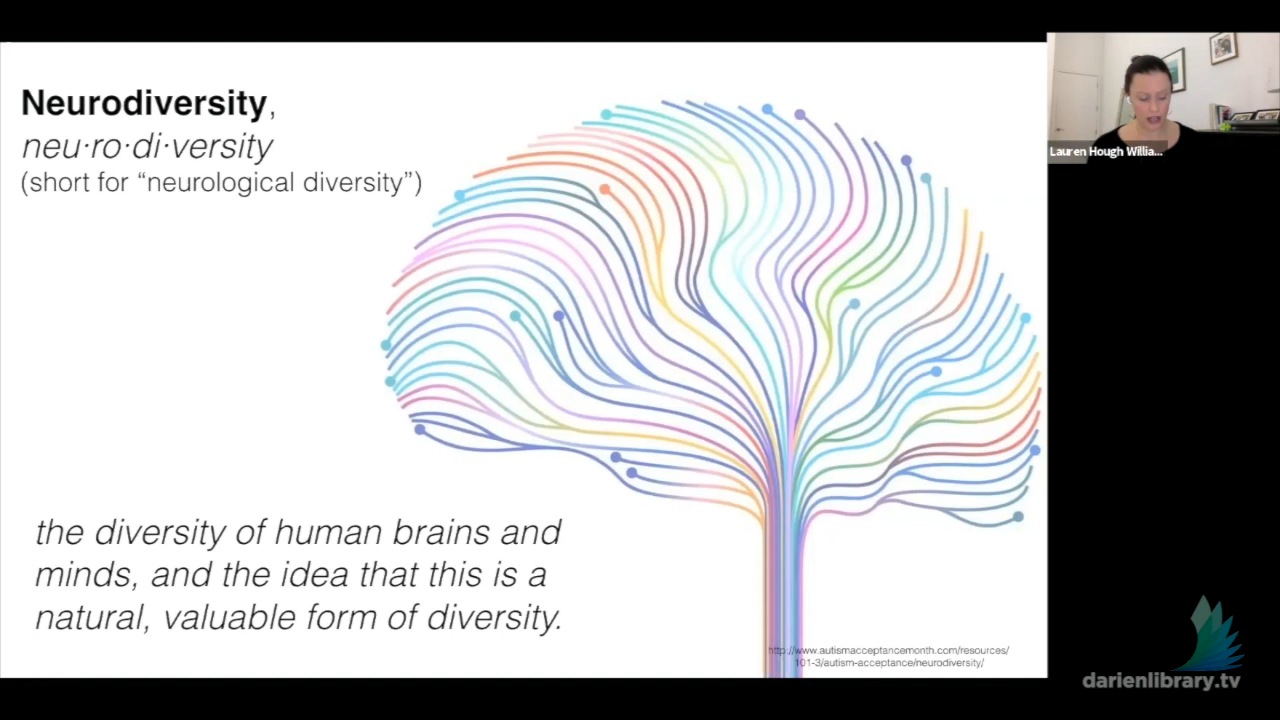 Neurodiversity,
neu·ro·di·versity
(short for “neurological diversity”)
the diversity of human brains and
minds, and the idea that this is a
natural, valuable form of diversity.
http://www.autismacceptancemonth.com/resources/
101-3/autism-acceptance/neurodiversity/
Lauren Hough Willia...
darienlibrary.tv